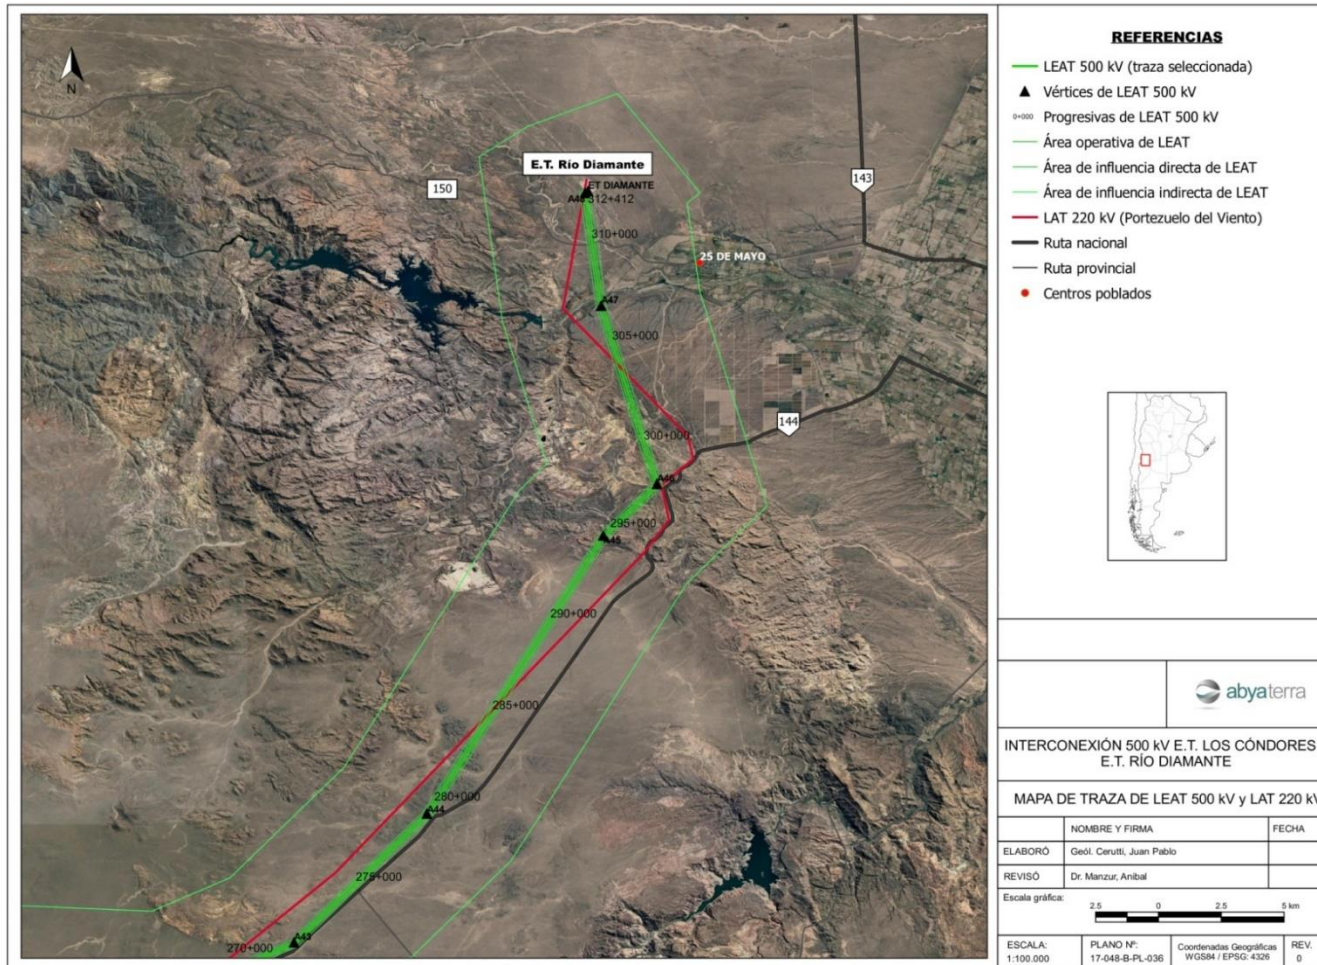 N
150
143
E.T. Río Diamante
ET DIAMANTE
A48
312+412
310+000
25 DE MAYO
A47
305+000
144
300+000
A46
295+000
A45
290+000
285+000
280+000
A44
275+000
A43
270+000
REFERENCIAS
LEAT 500 kV (traza seleccionada)
Vértices de LEAT 500 kV
0+000 Progresivas de LEAT 500 kV
Área operativa de LEAT
Área de influencia directa de LEAT
Área de influencia indirecta de LEAT
LAT 220 kV (Portezuelo del Viento)
Ruta nacional
Ruta provincial
Centros poblados
abyaterra
INTERCONEXIÓN 500 kV E.T. LOS CÓNDORES
E.T. RÍO DIAMANTE
MAPA DE TRAZA DE LEAT 500 kV y LAT 220 kV
NOMBRE Y FIRMA FECHA
ELABORÓ Geól. Cerutti, Juan Pablo
REVISÓ Dr. Manzur, Anibal
Escala gráfica:
2.5 0 2.5 5 km
ESCALA: PLANO Nº: Coordenadas Geográficas REV.
1:100.000 17-048-B-PL-036 WGS84 / EPSG: 4326 0